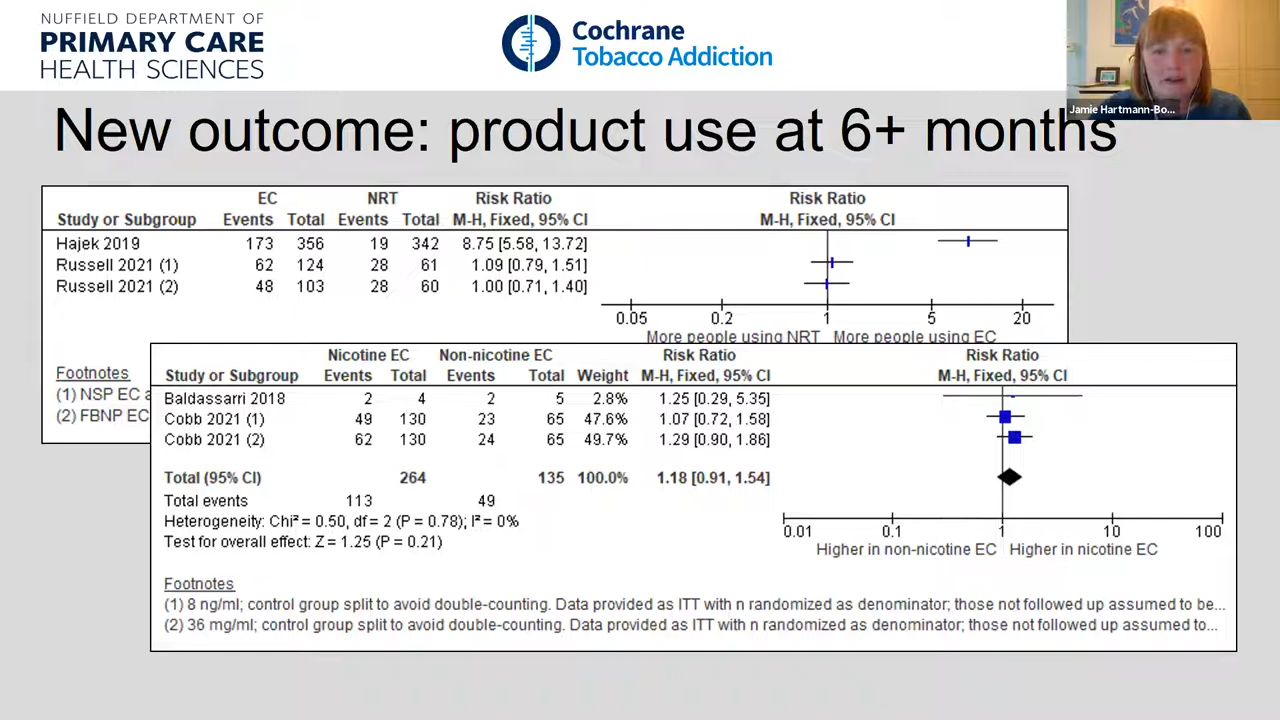 NUFFIELD DEPARTMENT OF
PRIMARY CARE
HEALTH SCIENCES
Cochrane
Tobacco Addiction
Jamie Hartmann-Bo...
New outcome: product use at 6+ months
EC NRT Risk Ratio Risk Ratio
Study or Subgroup Events Total Events Total M-H, Fixed, 95% CI M-H, Fixed, 95% CI
Hajek 2019 173 356 19 342 8.75 [5.58, 13.72]
Russell 2021 (1) 62 124 28 61 1.09 [0.79, 1.51]
Russell 2021 (2) 48 103 28 60 1.00 [0.71, 1.40]
0.05 0.2 1 5 20
More people using NRT More people using EC
Footnotes
(1) NSP EC
(2) FBNP EC
Nicotine EC Non-nicotine EC Risk Ratio Risk Ratio
Study or Subgroup Events Total Events Total Weight M-H, Fixed, 95% CI M-H, Fixed, 95% CI
Baldassarri 2018 2 4 2 5 2.8% 1.25 [0.29, 5.35]
Cobb 2021 (1) 49 130 23 65 47.6% 1.07 [0.72, 1.58]
Cobb 2021 (2) 62 130 24 65 49.7% 1.29 [0.90, 1.86]
Total (95% CI) 264 135 100.0% 1.18 [0.91, 1.54]
Total events 113 49
Heterogeneity: Chi² = 0.50, df = 2 (P = 0.78); I² = 0%
Test for overall effect: Z = 1.25 (P = 0.21)
0.01 0.1 1 10 100
Higher in non-nicotine EC Higher in nicotine EC
Footnotes
(1) 8 ng/ml; control group split to avoid double-counting. Data provided as ITT with n randomized as denominator; those not followed up assumed to be...
(2) 36 mg/ml; control group split to avoid double-counting. Data provided as ITT with n randomized as denominator; those not followed up assumed to...